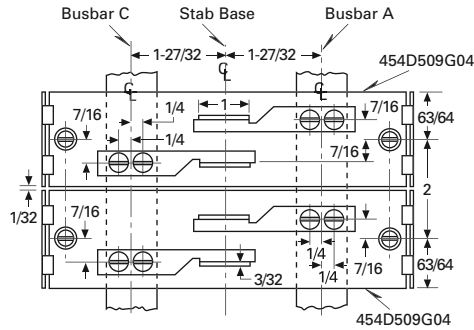 Busbar C Stab Base Busbar A
1-27/32 1-27/32
℄
454D509G04
℄ ℄
7/16 1/4 1 7/16 63/64
1/4
7/16
2
1/32 7/16
7/16
1/4 63/64
3/32 1/4
454D509G04